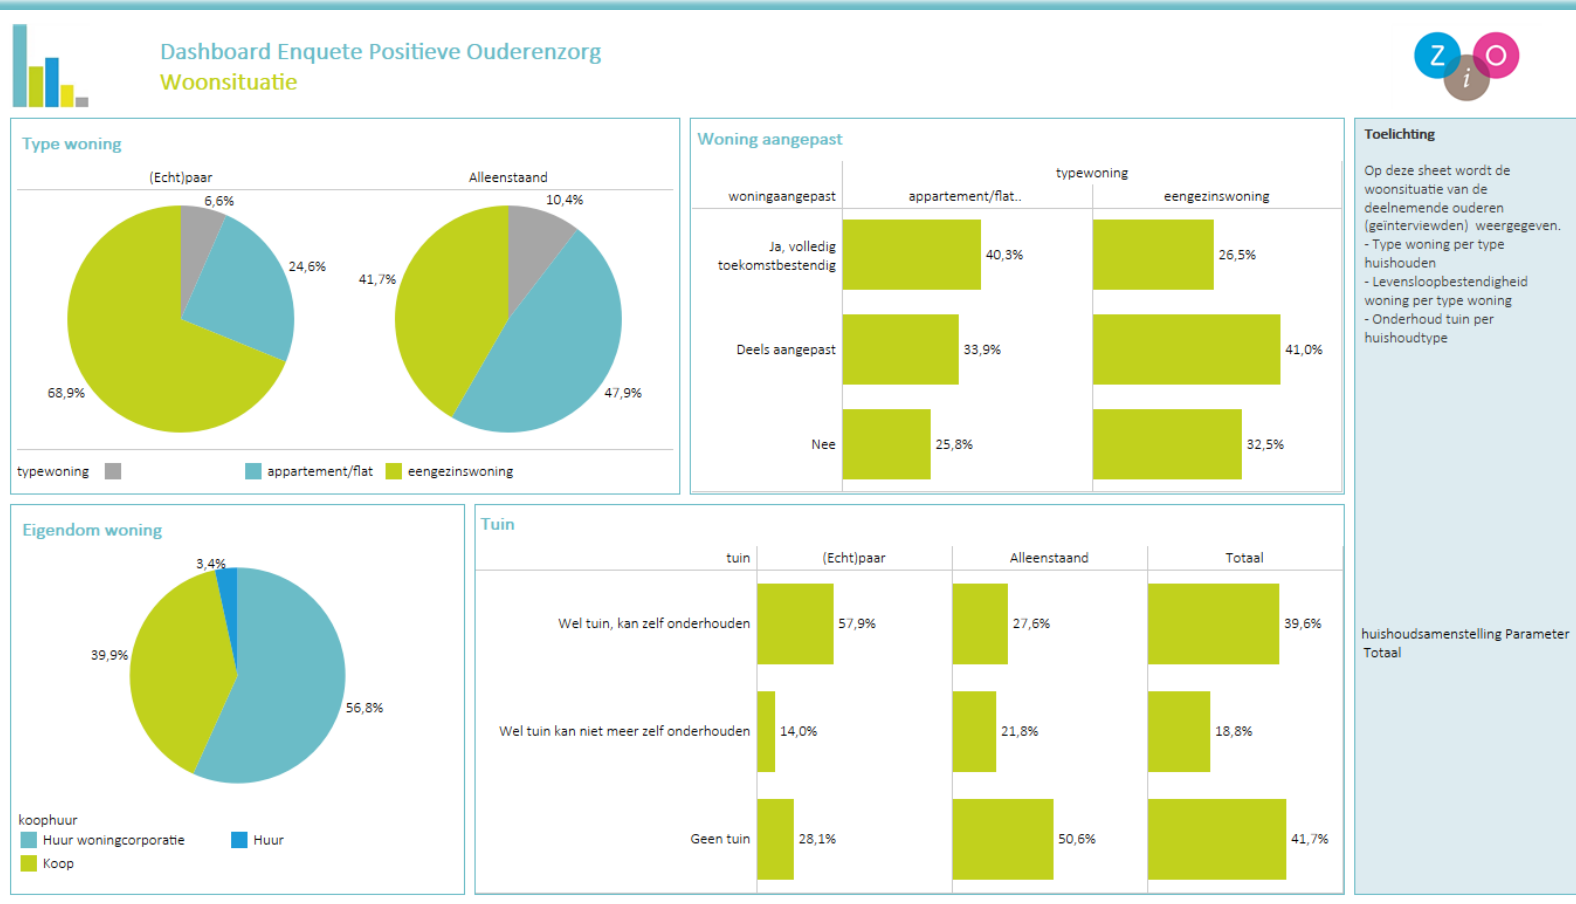 Dashboard Enquete Positieve Ouderenzorg
Woonsituatie
Z
i
O
Type woning
(Echt)paar
Alleenstaand
6,6%
24,6%
68,9%
10,4%
41,7%
47,9%
typewoning
appartement/flat
eengezinswoning
Woning aangepast
typewoning
woningaangepast
appartement/flat..
eengezinswoning
Ja, volledig
toekomstbestendig
40,3%
26,5%
Deels aangepast
33,9%
41,0%
Nee
25,8%
32,5%
Toelichting
Op deze sheet wordt de
woonsituatie van de
deelnemende ouderen
(geïnterviewden) weergegeven.
- Type woning per type
huishouden
- Levensloopbestendigheid
woning per type woning
- Onderhoud tuin per
huishoudtype
huishoudsamenstelling Parameter
Totaal
Eigendom woning
3,4%
39,9%
56,8%
koophuur
Huur woningcorporatie
Huur
Koop
Tuin
tuin
(Echt)paar
Alleenstaand
Totaal
Wel tuin, kan zelf onderhouden
57,9%
27,6%
39,6%
Wel tuin kan niet meer zelf onderhouden
14,0%
21,8%
18,8%
Geen tuin
28,1%
50,6%
41,7%